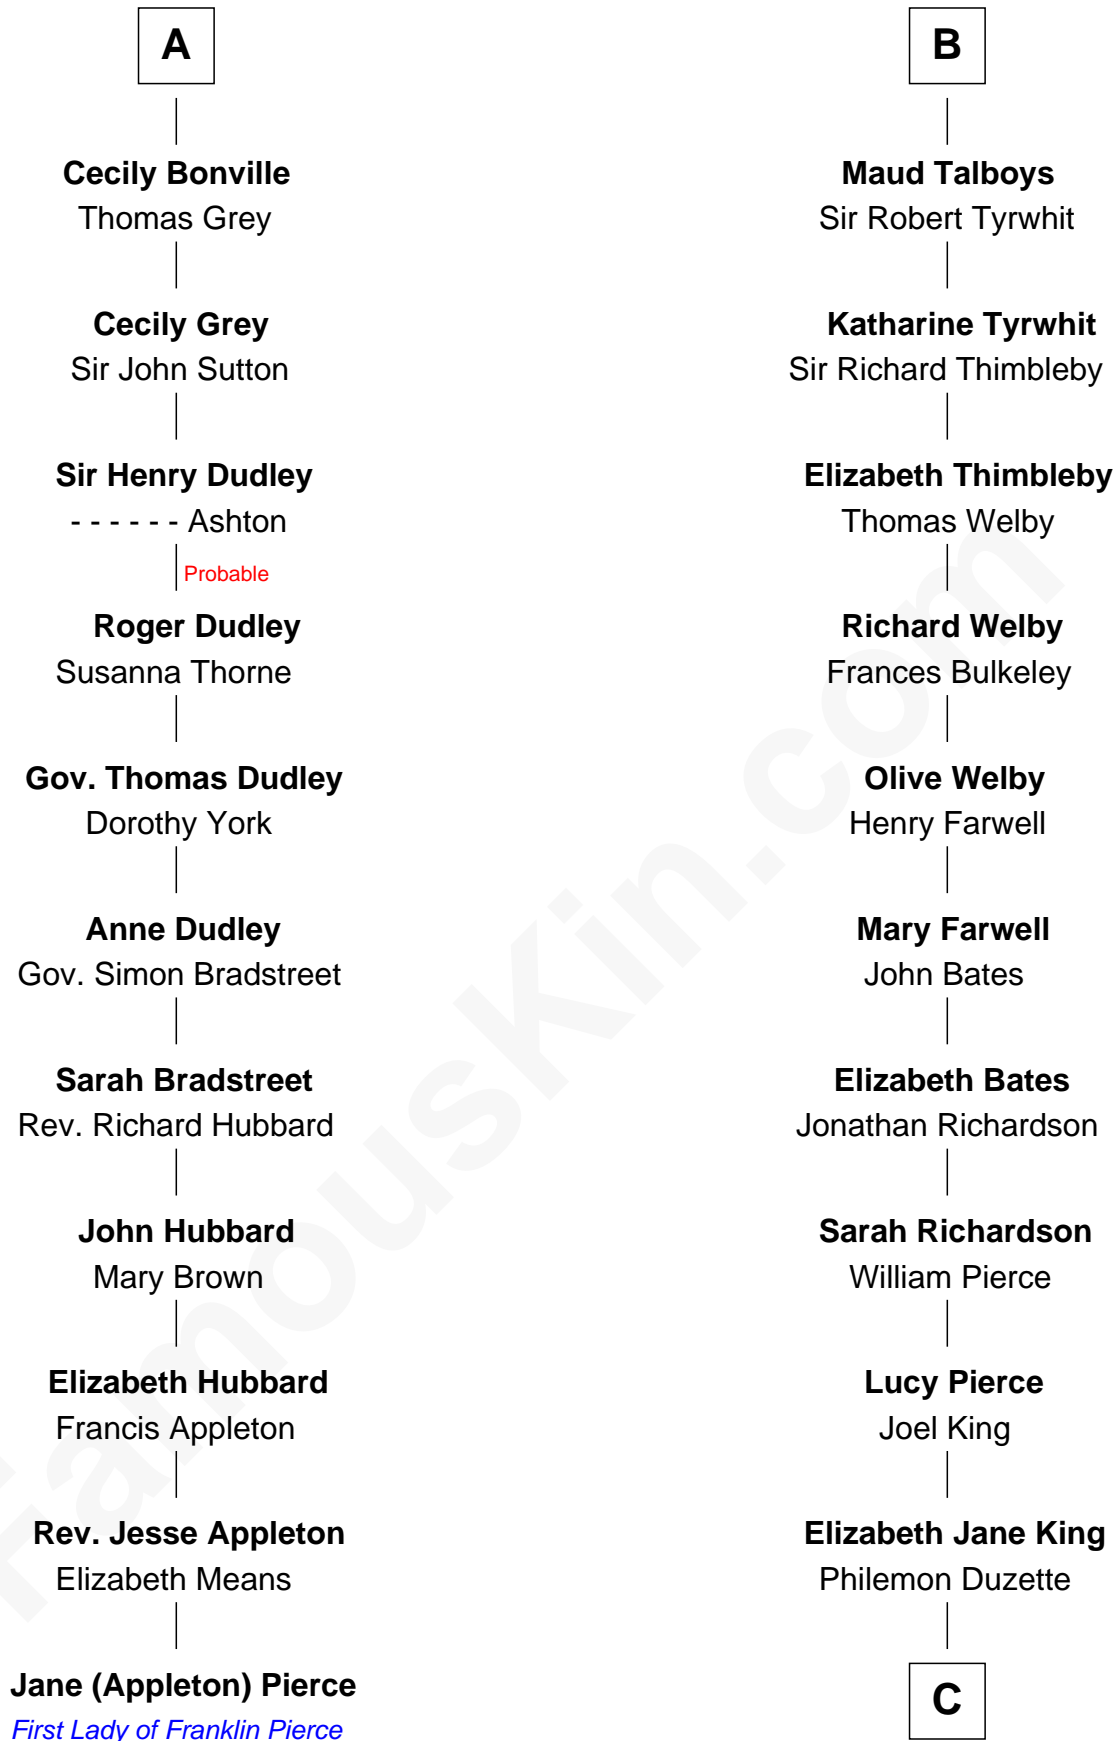 A
Cecily Bonville
Thomas Grey
Cecily Grey
Sir John Sutton
Sir Henry Dudley
- - - - - - Ashton
Probable
Roger Dudley
Susanna Thorne
Gov. Thomas Dudley
Dorothy York
Anne Dudley
Gov. Simon Bradstreet
Sarah Bradstreet
Rev. Richard Hubbard
John Hubbard
Mary Brown
Elizabeth Hubbard
Francis Appleton
Rev. Jesse Appleton
Elizabeth Means
Jane (Appleton) Pierce
First Lady of Franklin Pierce
B
Maud Talboys
Sir Robert Tyrwhit
Katharine Tyrwhit
Sir Richard Thimbleby
Elizabeth Thimbleby
Thomas Welby
Richard Welby
Frances Bulkeley
Olive Welby
Henry Farwell
Mary Farwell
John Bates
Elizabeth Bates
Jonathan Richardson
Sarah Richardson
William Pierce
Lucy Pierce
Joel King
Elizabeth Jane King
Philemon Duzette
C
FamousKin.com